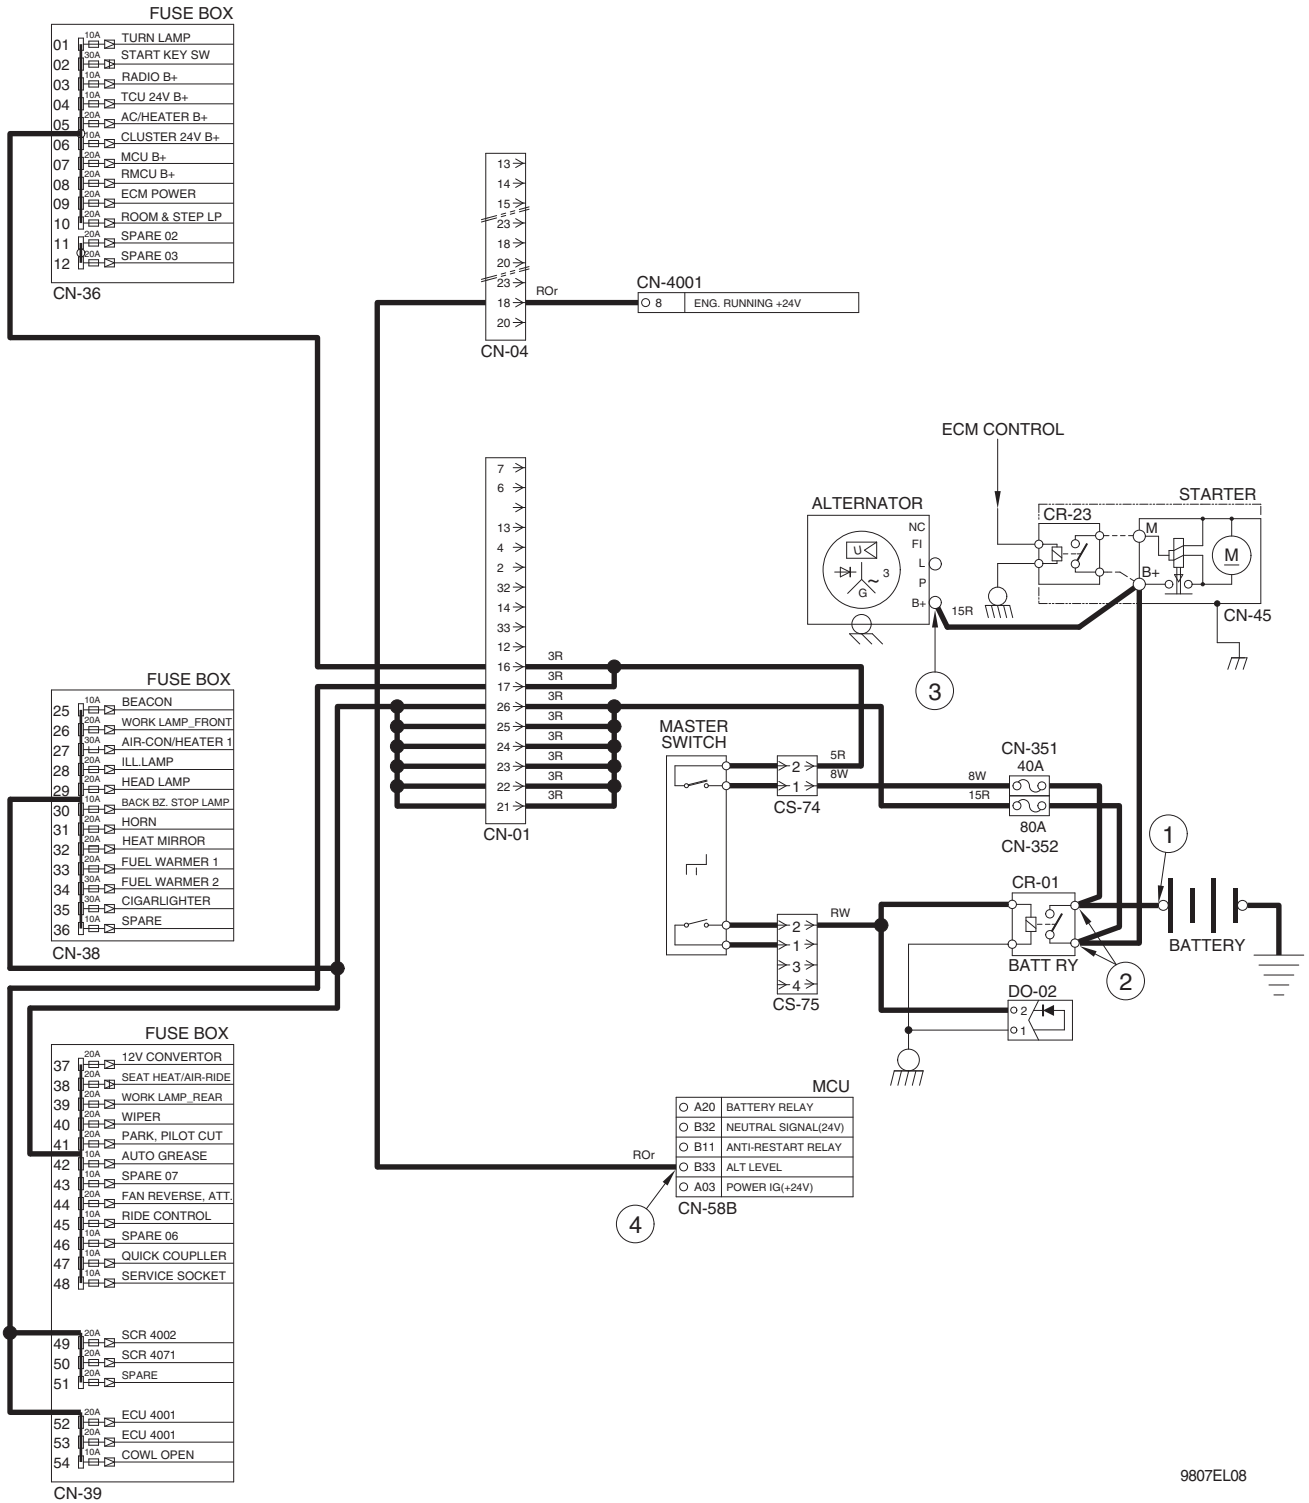 FUSE BOX
01 10A TURN LAMP
02 30A START KEY SW
03 10A RADIO B+
04 10A TCU 24V B+
05 20A AC/HEATER B+
06 10A CLUSTER 24V B+
07 20A MCU B+
08 20A RMCU B+
09 20A ECM POWER
10 20A ROOM & STEP LP
11 20A SPARE 02
12 20A SPARE 03
CN-36
13
14
15
23
18
20
23
18
20
CN-04
ROr
CN-4001
8 ENG. RUNNING +24V
7
6
13
4
2
32
14
33
12
16 3R
17 3R
26 3R
25 3R
24 3R
23 3R
22 3R
21 3R
CN-01
ECM CONTROL
ALTERNATOR
NC
FI
L
P
B+
U
3
~
G
15R
3
STARTER
CR-23
M
B+
M
CN-45
FUSE BOX
25 10A BEACON
26 20A WORK LAMP_FRONT
27 30A AIR-CON/HEATER 1
28 20A ILL.LAMP
29 20A HEAD LAMP
30 10A BACK BZ. STOP LAMP
31 10A HORN
32 20A HEAT MIRROR
33 20A FUEL WARMER 1
34 30A FUEL WARMER 2
35 30A CIGARLIGHTER
36 10A SPARE
CN-38
MASTER
SWITCH
2 5R
1 8W
CS-74
CN-351
40A
8W
15R
80A
CN-352
1
CR-01
BATT RY
BATTERY
2
2 RW
1
3
4
CS-75
DO-02
2
1
FUSE BOX
37 20A 12V CONVERTOR
38 20A SEAT HEAT/AIR-RIDE
39 20A WORK LAMP_REAR
40 20A WIPER
41 20A PARK, PILOT CUT
42 10A AUTO GREASE
43 10A SPARE 07
44 20A FAN REVERSE, ATT.
45 10A RIDE CONTROL
46 10A SPARE 06
47 10A QUICK COUPLLER
48 10A SERVICE SOCKET
49 20A SCR 4002
50 20A SCR 4071
51 20A SPARE
52 20A ECU 4001
53 20A ECU 4001
54 10A COWL OPEN
CN-39
MCU
A20 BATTERY RELAY
B32 NEUTRAL SIGNAL(24V)
B11 ANTI-RESTART RELAY
ROr
B33 ALT LEVEL
A03 POWER IG(+24V)
CN-58B
4
9807EL08